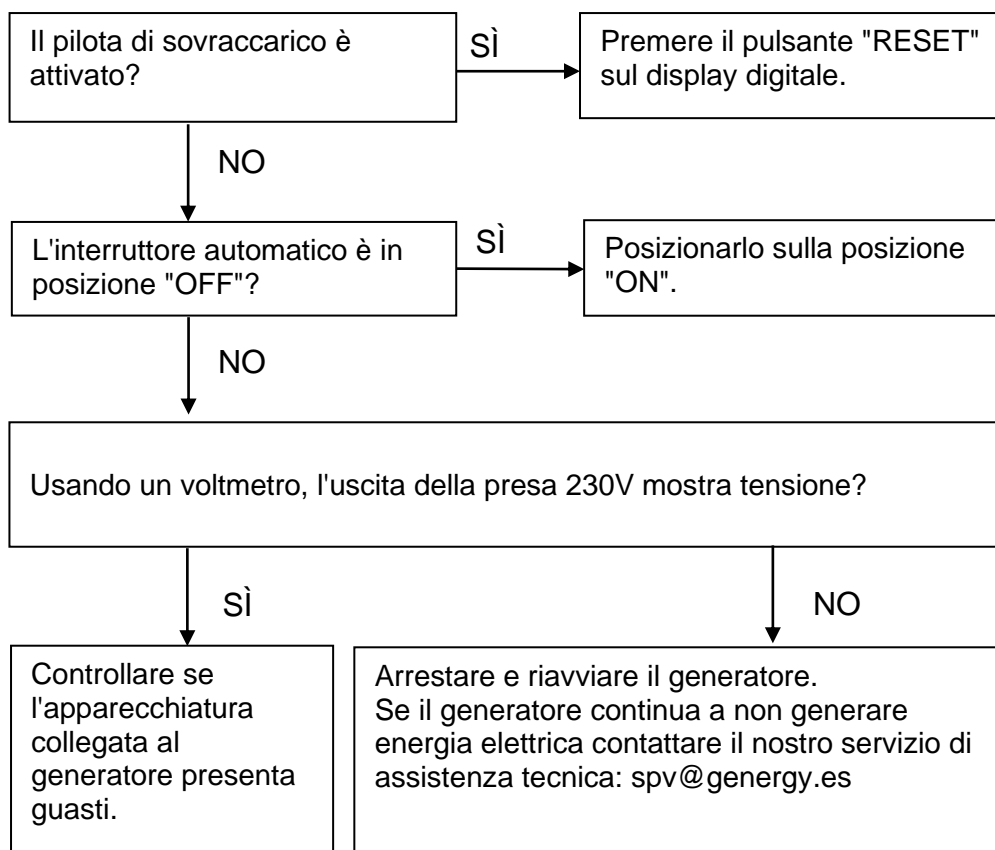 Il pilota di sovraccarico è
attivato?
SÌ
Premere il pulsante "RESET"
sul display digitale.
NO
L'interruttore automatico è in
posizione "OFF"?
SÌ
Posizionarlo sulla posizione
"ON".
NO
Usando un voltmetro, l'uscita della presa 230V mostra tensione?
SÌ
NO
Controllare se
l'apparecchiatura
collegata al
generatore presenta
guasti.
Arrestare e riavviare il generatore.
Se il generatore continua a non generare
energia elettrica contattare il nostro servizio di
assistenza tecnica: spv@genergy.es